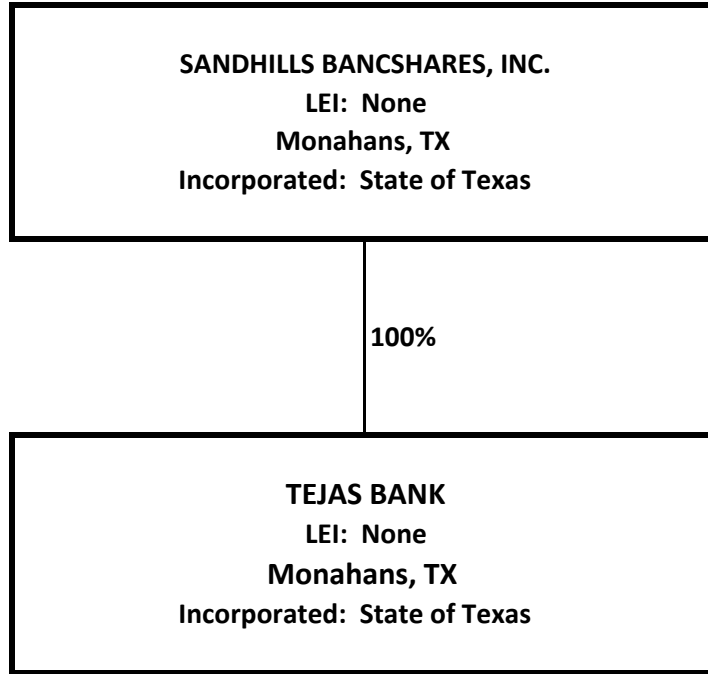 SANDHILLS BANCSHARES, INC.
LEI: None
Monahans, TX
Incorporated: State of Texas
100%
TEJAS BANK
LEI: None
Monahans, TX
Incorporated: State of Texas